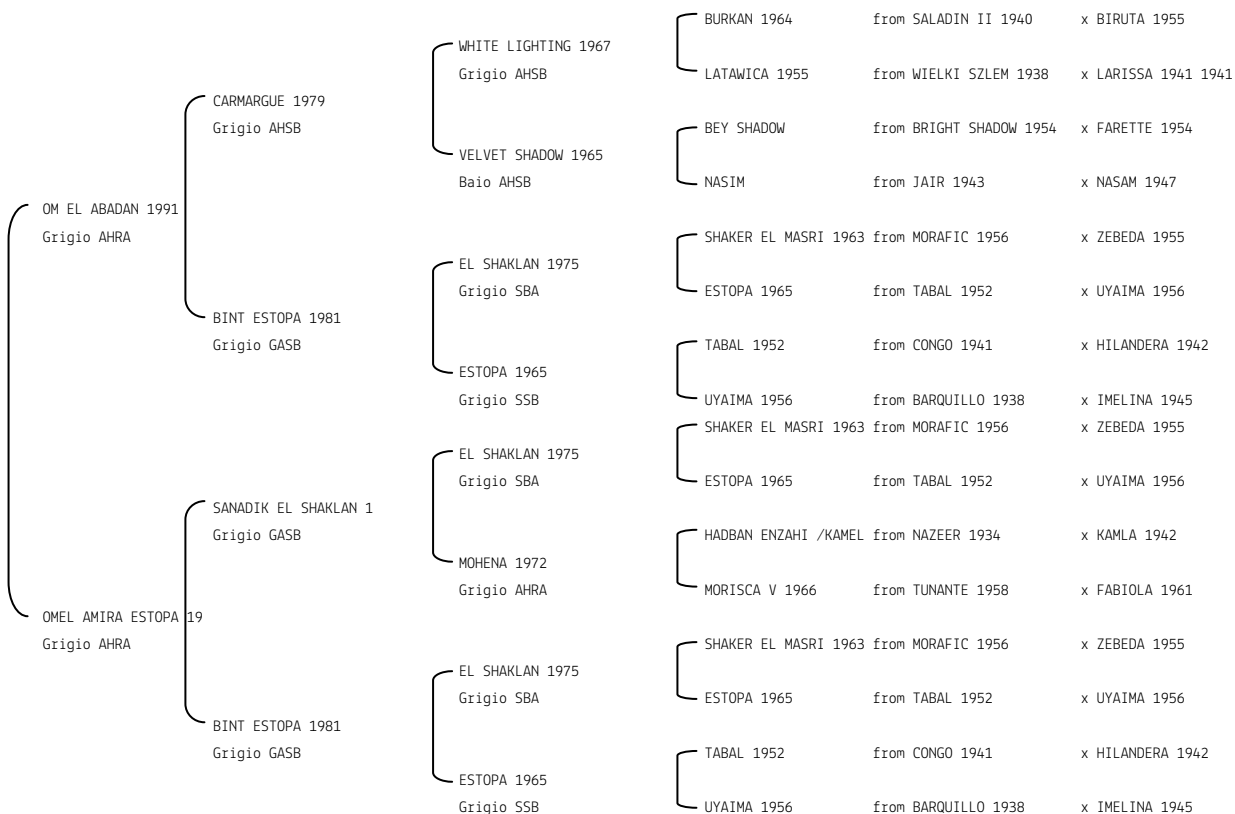 BURKAN 1964 from SALADIN II 1940 x BIRUTA 1955
WHITE LIGHTING 1967
Grigio AHSB
LATAWICA 1955 from WIELKI SZLEM 1938 x LARISSA 1941 1941
CARMARGUE 1979
Grigio AHSB
BEY SHADOW from BRIGHT SHADOW 1954 x FARETTE 1954
VELVET SHADOW 1965
Baio AHSB
NASIM from JAIR 1943 x NASAM 1947
OM EL ABADAN 1991
Grigio AHRA
SHAKER EL MASRI 1963 from MORAFIC 1956 x ZEBEDA 1955
EL SHAKLAN 1975
Grigio SBA
ESTOPA 1965 from TABAL 1952 x UYAIMA 1956
BINT ESTOPA 1981
Grigio GASB
TABAL 1952 from CONGO 1941 x HILANDERA 1942
ESTOPA 1965
Grigio SSB
UYAIMA 1956 from BARQUILLO 1938 x IMELINA 1945
SHAKER EL MASRI 1963 from MORAFIC 1956 x ZEBEDA 1955
EL SHAKLAN 1975
Grigio SBA
ESTOPA 1965 from TABAL 1952 x UYAIMA 1956
SANADIK EL SHAKLAN 1
Grigio GASB
HADBAN ENZAHI /KAMEL from NAZEER 1934 x KAMLA 1942
MOHENA 1972
Grigio AHRA
MORISCA V 1966 from TUNANTE 1958 x FABIOLA 1961
OMEL AMIRA ESTOPA 19
Grigio AHRA
SHAKER EL MASRI 1963 from MORAFIC 1956 x ZEBEDA 1955
EL SHAKLAN 1975
Grigio SBA
ESTOPA 1965 from TABAL 1952 x UYAIMA 1956
BINT ESTOPA 1981
Grigio GASB
TABAL 1952 from CONGO 1941 x HILANDERA 1942
ESTOPA 1965
Grigio SSB
UYAIMA 1956 from BARQUILLO 1938 x IMELINA 1945